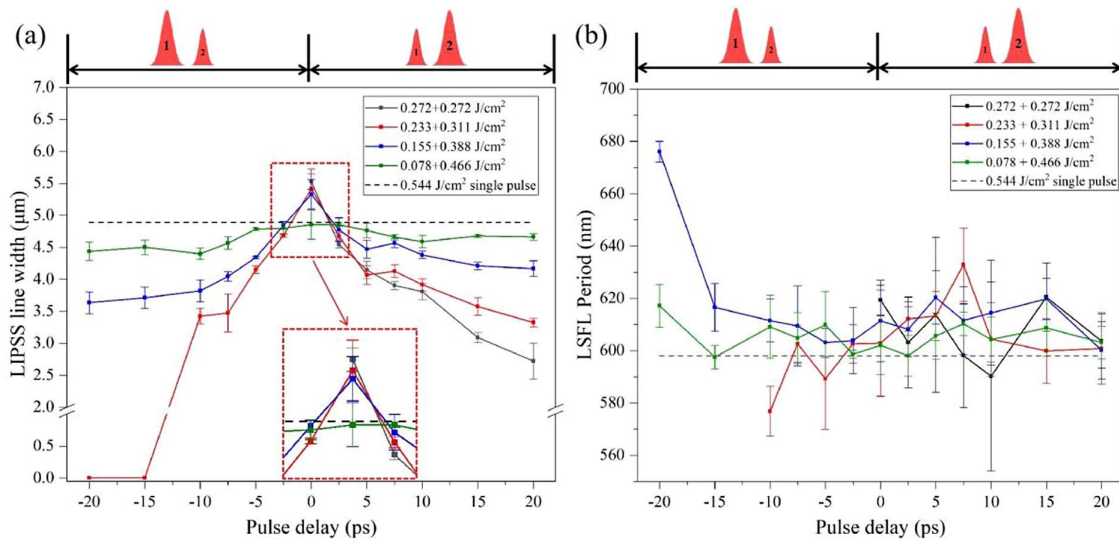 (a)
1
2
1
2
LIPSS line width (μm)
7.0
6.5
6.0
5.5
5.0
4.5
4.0
3.5
3.0
2.5
2.0
0.5
0.0
0.272+0.272 J/cm²
0.233+0.311 J/cm²
0.155+0.388 J/cm²
0.078+0.466 J/cm²
0.544 J/cm² single pulse
-20 -15 -10 -5 0 5 10 15 20
Pulse delay (ps)
(b)
1
2
1
2
LSFL Period (nm)
700
680
660
640
620
600
580
560
0.272 + 0.272 J/cm²
0.233 + 0.311 J/cm²
0.155 + 0.388 J/cm²
0.078 + 0.466 J/cm²
0.544 J/cm² single pulse
-20 -15 -10 -5 0 5 10 15 20
Pulse delay (ps)